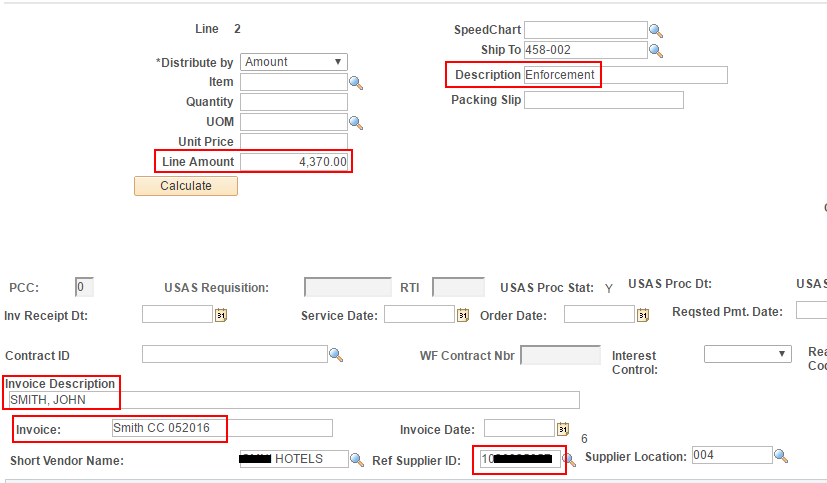 Line 2
SpeedChart
Ship To 458-002
*Distribute by Amount
Description Enforcement
Item
Quantity
Packing Slip
UOM
Unit Price
Line Amount 4,370.00
Calculate
PCC: 0 USAS Requisition: RTI USAS Proc Stat: Y USAS Proc Dt: USAS
Inv Receipt Dt: Service Date: Order Date: Reqsted Pmt. Date:
Contract ID WF Contract Nbr Interest Control:
Invoice Description
SMITH, JOHN
Invoice: Smith CC 052016 Invoice Date:
6
Short Vendor Name: HOTELS Ref Supplier ID: 10 Supplier Location: 004